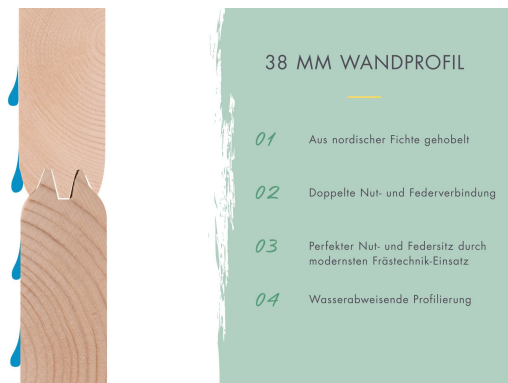 38 MM WANDPROFIL
01 Aus nordischer Fichte gehobelt
02 Doppelte Nut- und Federverbindung
03 Perfekter Nut- und Federsitz durch
modernsten Frästechnik-Einsatz
04 Wasserabweisende Profilierung